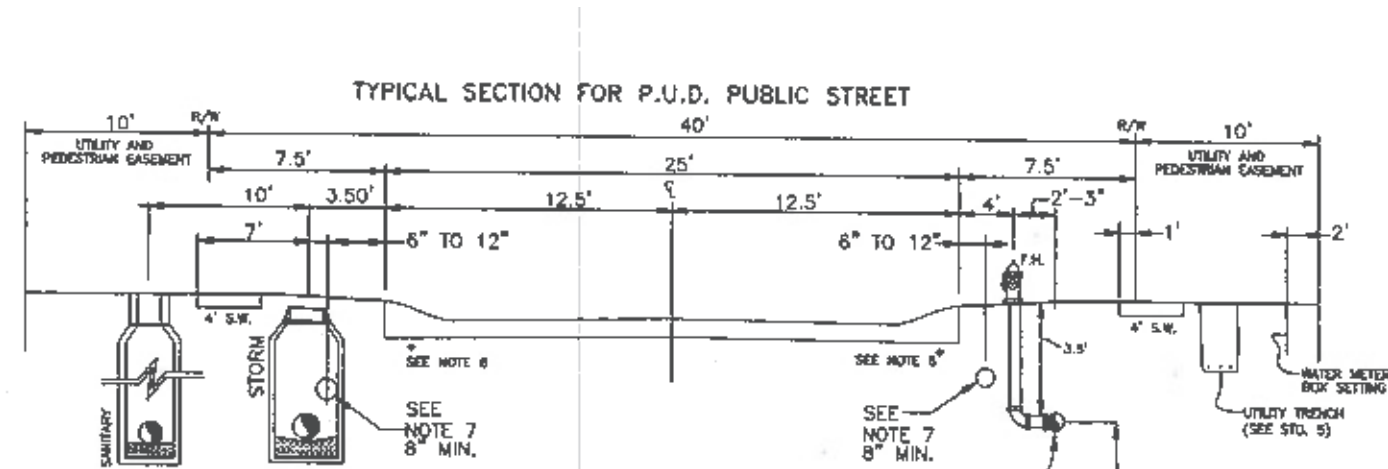 TYPICAL SECTION FOR P.U.D. PUBLIC STREET
10'
R/W
40'
R/W
10'
UTILITY AND
PEDESTRIAN EASEMENT
UTILITY AND
PEDESTRIAN EASEMENT
7.5'
25'
7.5'
10'
3.50'
12.5'
℄
12.5'
4'
2'-3"
7'
6" TO 12"
6" TO 12"
1'
2'
F.H.
4' S.W.
4' S.W.
STORM
SANITARY
* SEE NOTE 6
SEE NOTE 6*
3.5'
SEE
NOTE 7
8" MIN.
SEE
NOTE 7
8" MIN.
WATER METER
BOX SETTING
UTILITY TRENCH
(SEE STD. 5)